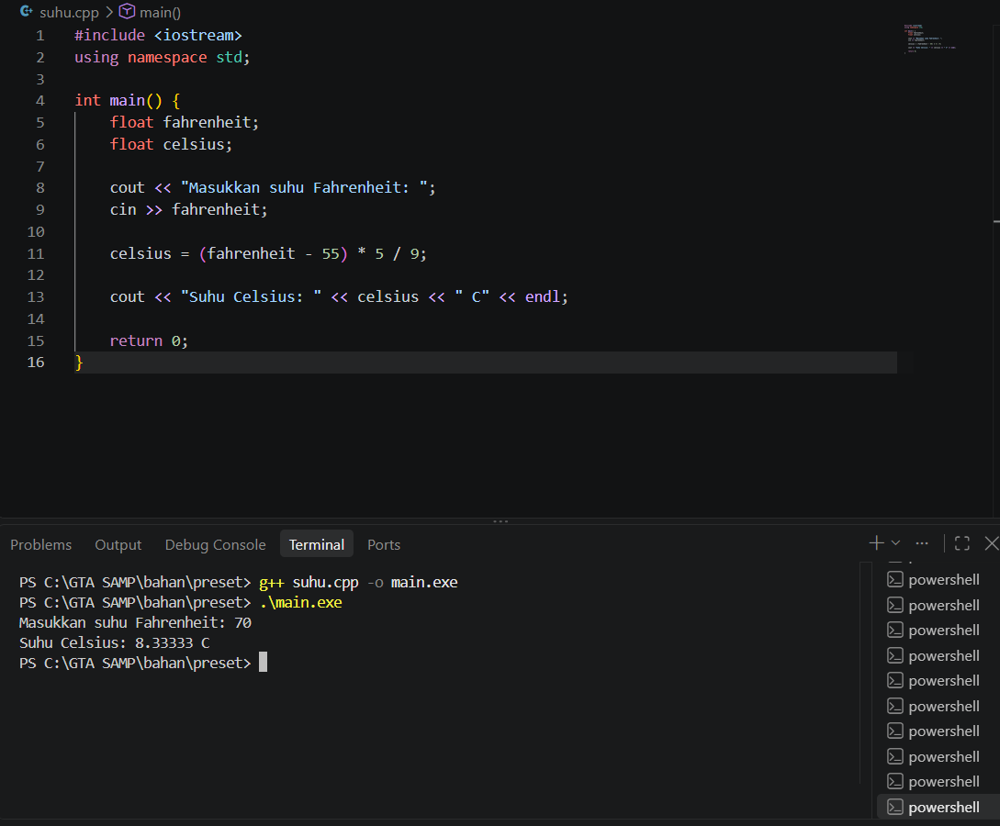 suhu.cpp > main()
1 #include <iostream>
2 using namespace std;
3
4 int main() {
5 float fahrenheit;
6 float celsius;
7
8 cout << "Masukkan suhu Fahrenheit: ";
9 cin >> fahrenheit;
10
11 celsius = (fahrenheit - 55) * 5 / 9;
12
13 cout << "Suhu Celsius: " << celsius << " C" << endl;
14
15 return 0;
16 }
Problems Output Debug Console Terminal Ports
PS C:\GTA SAMP\bahan\preset> g++ suhu.cpp -o main.exe
PS C:\GTA SAMP\bahan\preset> .\main.exe
Masukkan suhu Fahrenheit: 70
Suhu Celsius: 8.33333 C
PS C:\GTA SAMP\bahan\preset>
powershell
powershell
powershell
powershell
powershell
powershell
powershell
powershell
powershell
powershell